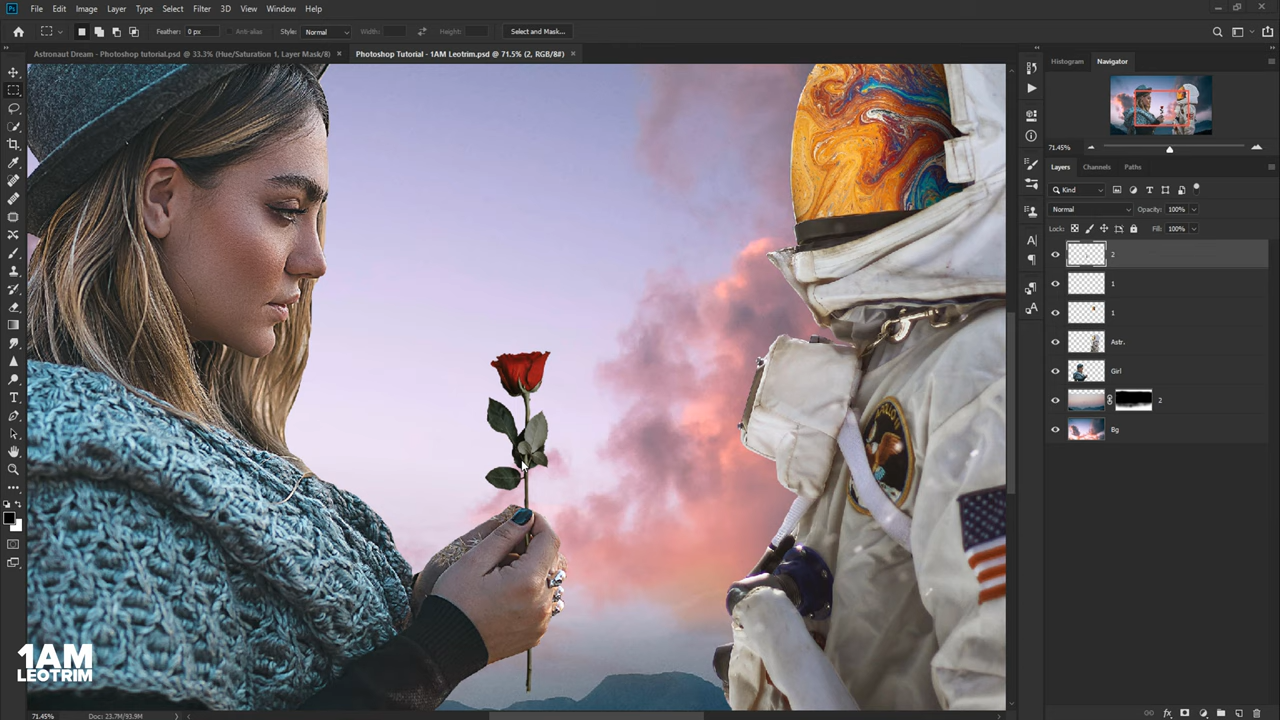 Ps File Edit Image Layer Type Select Filter 3D View Window Help
Feather: 0 px Anti-alias Style: Normal Width: Height: Select and Mask...
Astronaut Dream - Photoshop tutorial.psd @ 33.3% (Hue/Saturation 1, Layer Mask/8) × Photoshop Tutorial - 1AM Leotrim.psd @ 71.5% (2, RGB/8#) ×
Histogram Navigator
71.45%
Layers Channels Paths
Kind
Normal Opacity: 100%
Lock: Fill: 100%
2
1
1
Astr.
Girl
2
Bg
1AM
LEOTRIM
71.45% Doc: 23.7M/93.9M